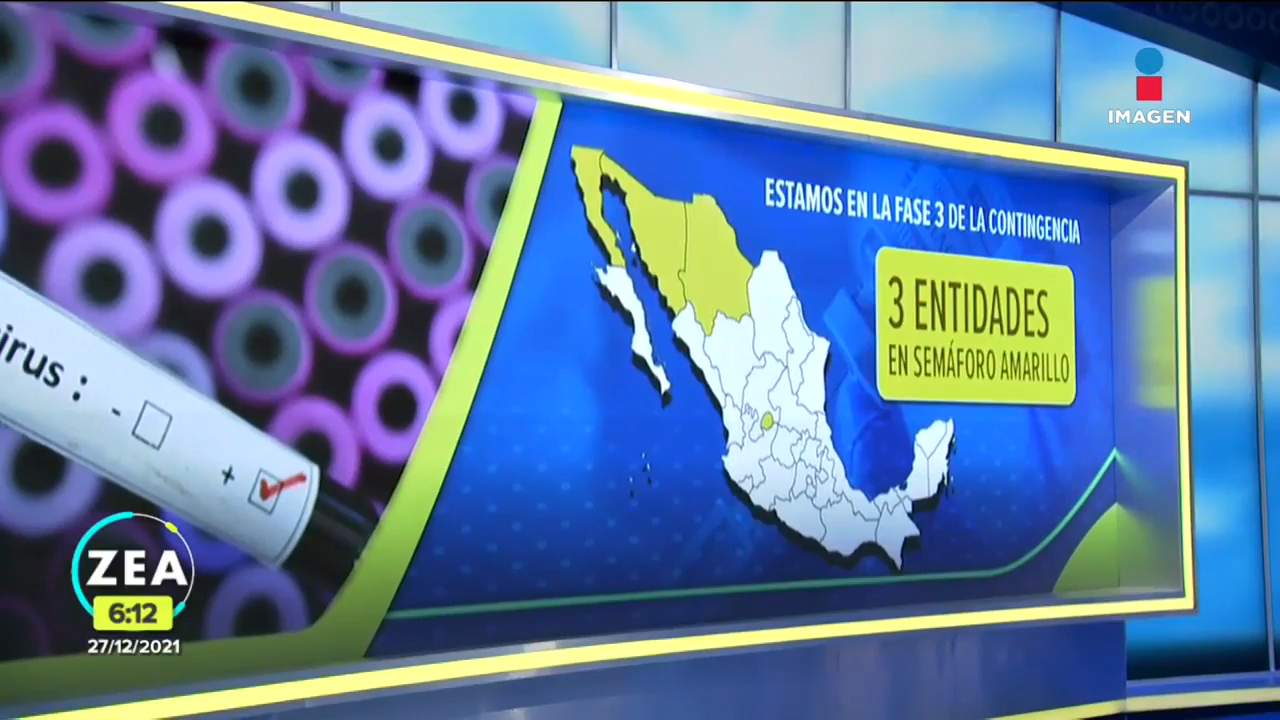 IMAGEN
ESTAMOS EN LA FASE 3 DE LA CONTINGENCIA
3 ENTIDADES
EN SEMÁFORO AMARILLO
irus :
-
+
ZEA
6:12
27/12/2021